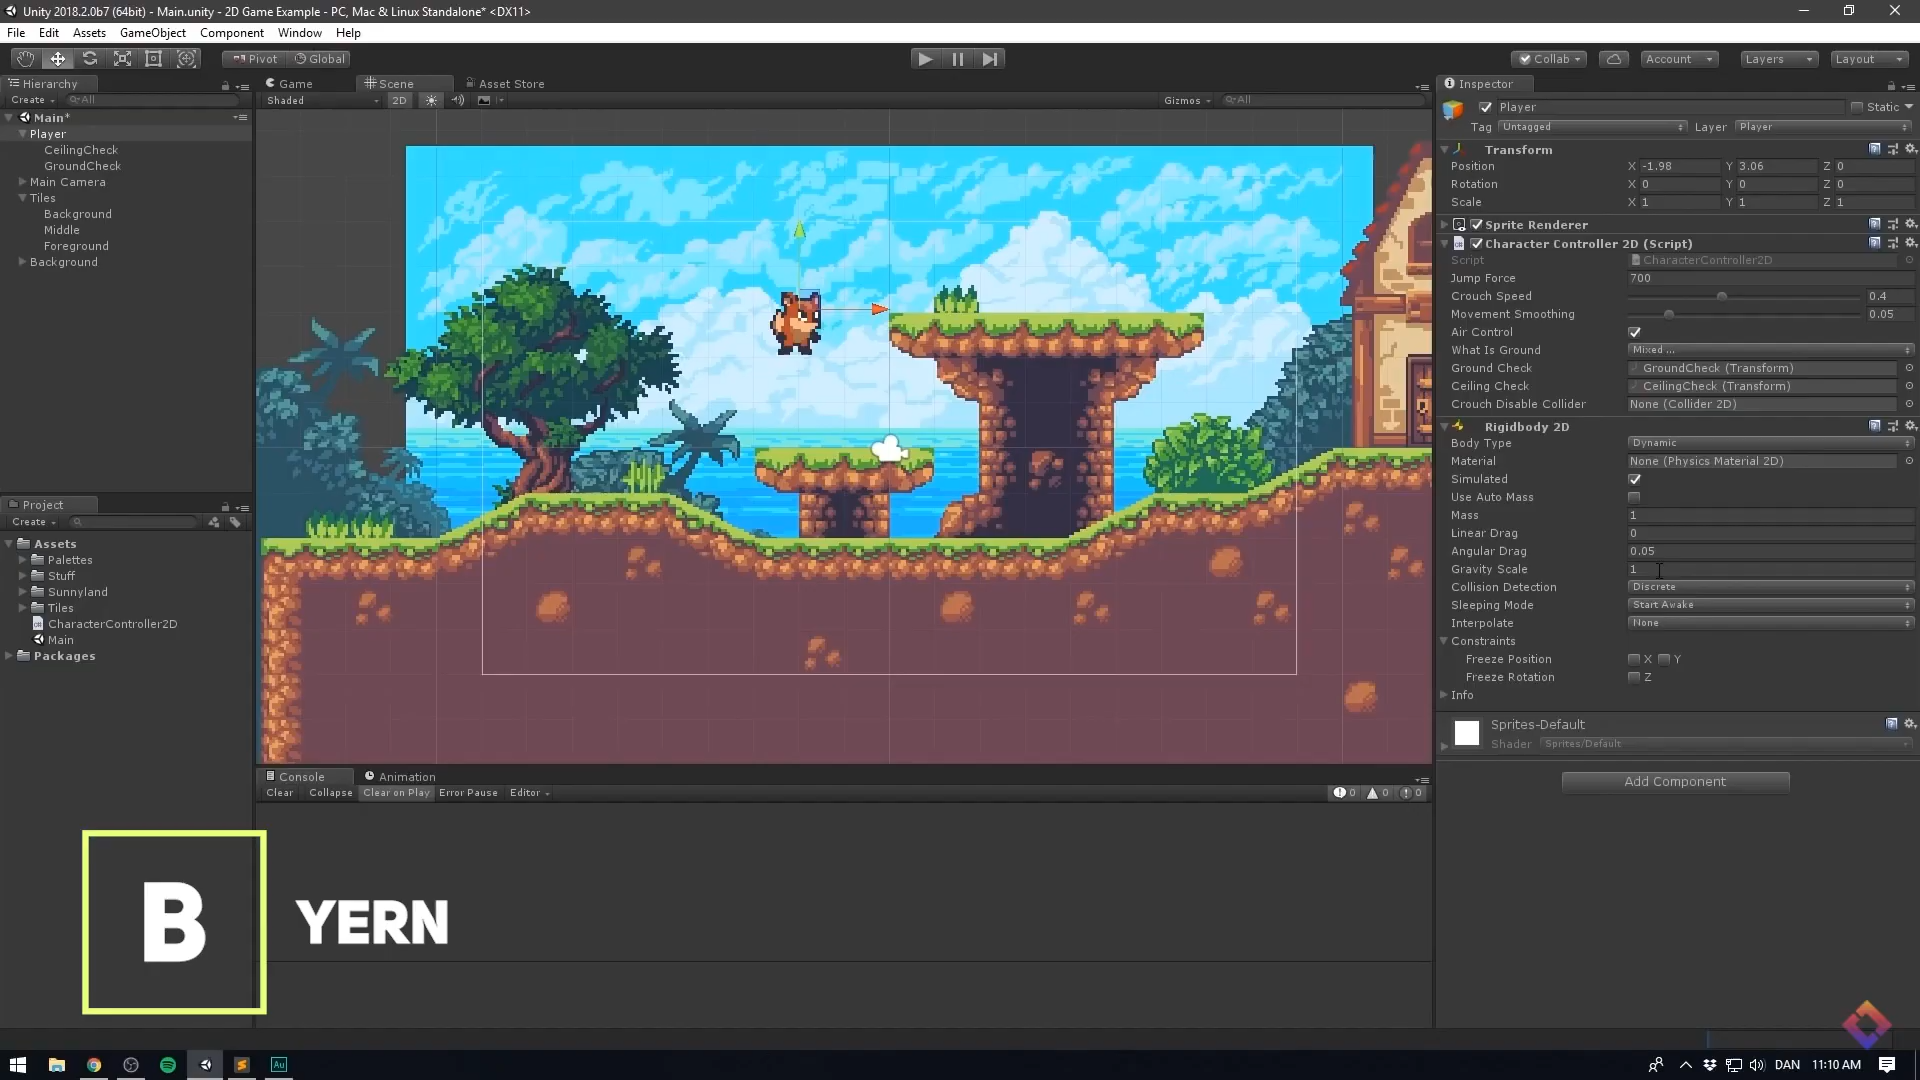 Unity 2018.2.0b7 (64bit) - Main.unity - 2D Game Example - PC, Mac & Linux Standalone* <DX11>
File Edit Assets GameObject Component Window Help
Pivot Global
Collab Account Layers Layout
Hierarchy
Create All
Main*
Player
CeilingCheck
GroundCheck
Main Camera
Tiles
Background
Middle
Foreground
Background
Project
Create
Assets
Palettes
Stuff
Sunnyland
Tiles
CharacterController2D
Main
Packages
Game Scene Asset Store
Shaded 2D Gizmos All
Console Animation
Clear Collapse Clear on Play Error Pause Editor 0 0 0
B
YERN
Inspector
Player Static
Tag Untagged Layer Player
Transform
Position X -1.98 Y 3.06 Z 0
Rotation X 0 Y 0 Z 0
Scale X 1 Y 1 Z 1
Sprite Renderer
Character Controller 2D (Script)
Script CharacterController2D
Jump Force 700
Crouch Speed 0.4
Movement Smoothing 0.05
Air Control
What Is Ground Mixed ...
Ground Check GroundCheck (Transform)
Ceiling Check CeilingCheck (Transform)
Crouch Disable Collider None (Collider 2D)
Rigidbody 2D
Body Type Dynamic
Material None (Physics Material 2D)
Simulated
Use Auto Mass
Mass 1
Linear Drag 0
Angular Drag 0.05
Gravity Scale 1
Collision Detection Discrete
Sleeping Mode Start Awake
Interpolate None
Constraints
Freeze Position X Y
Freeze Rotation Z
Info
Sprites-Default
Shader Sprites/Default
Add Component
Au
DAN 11:10 AM